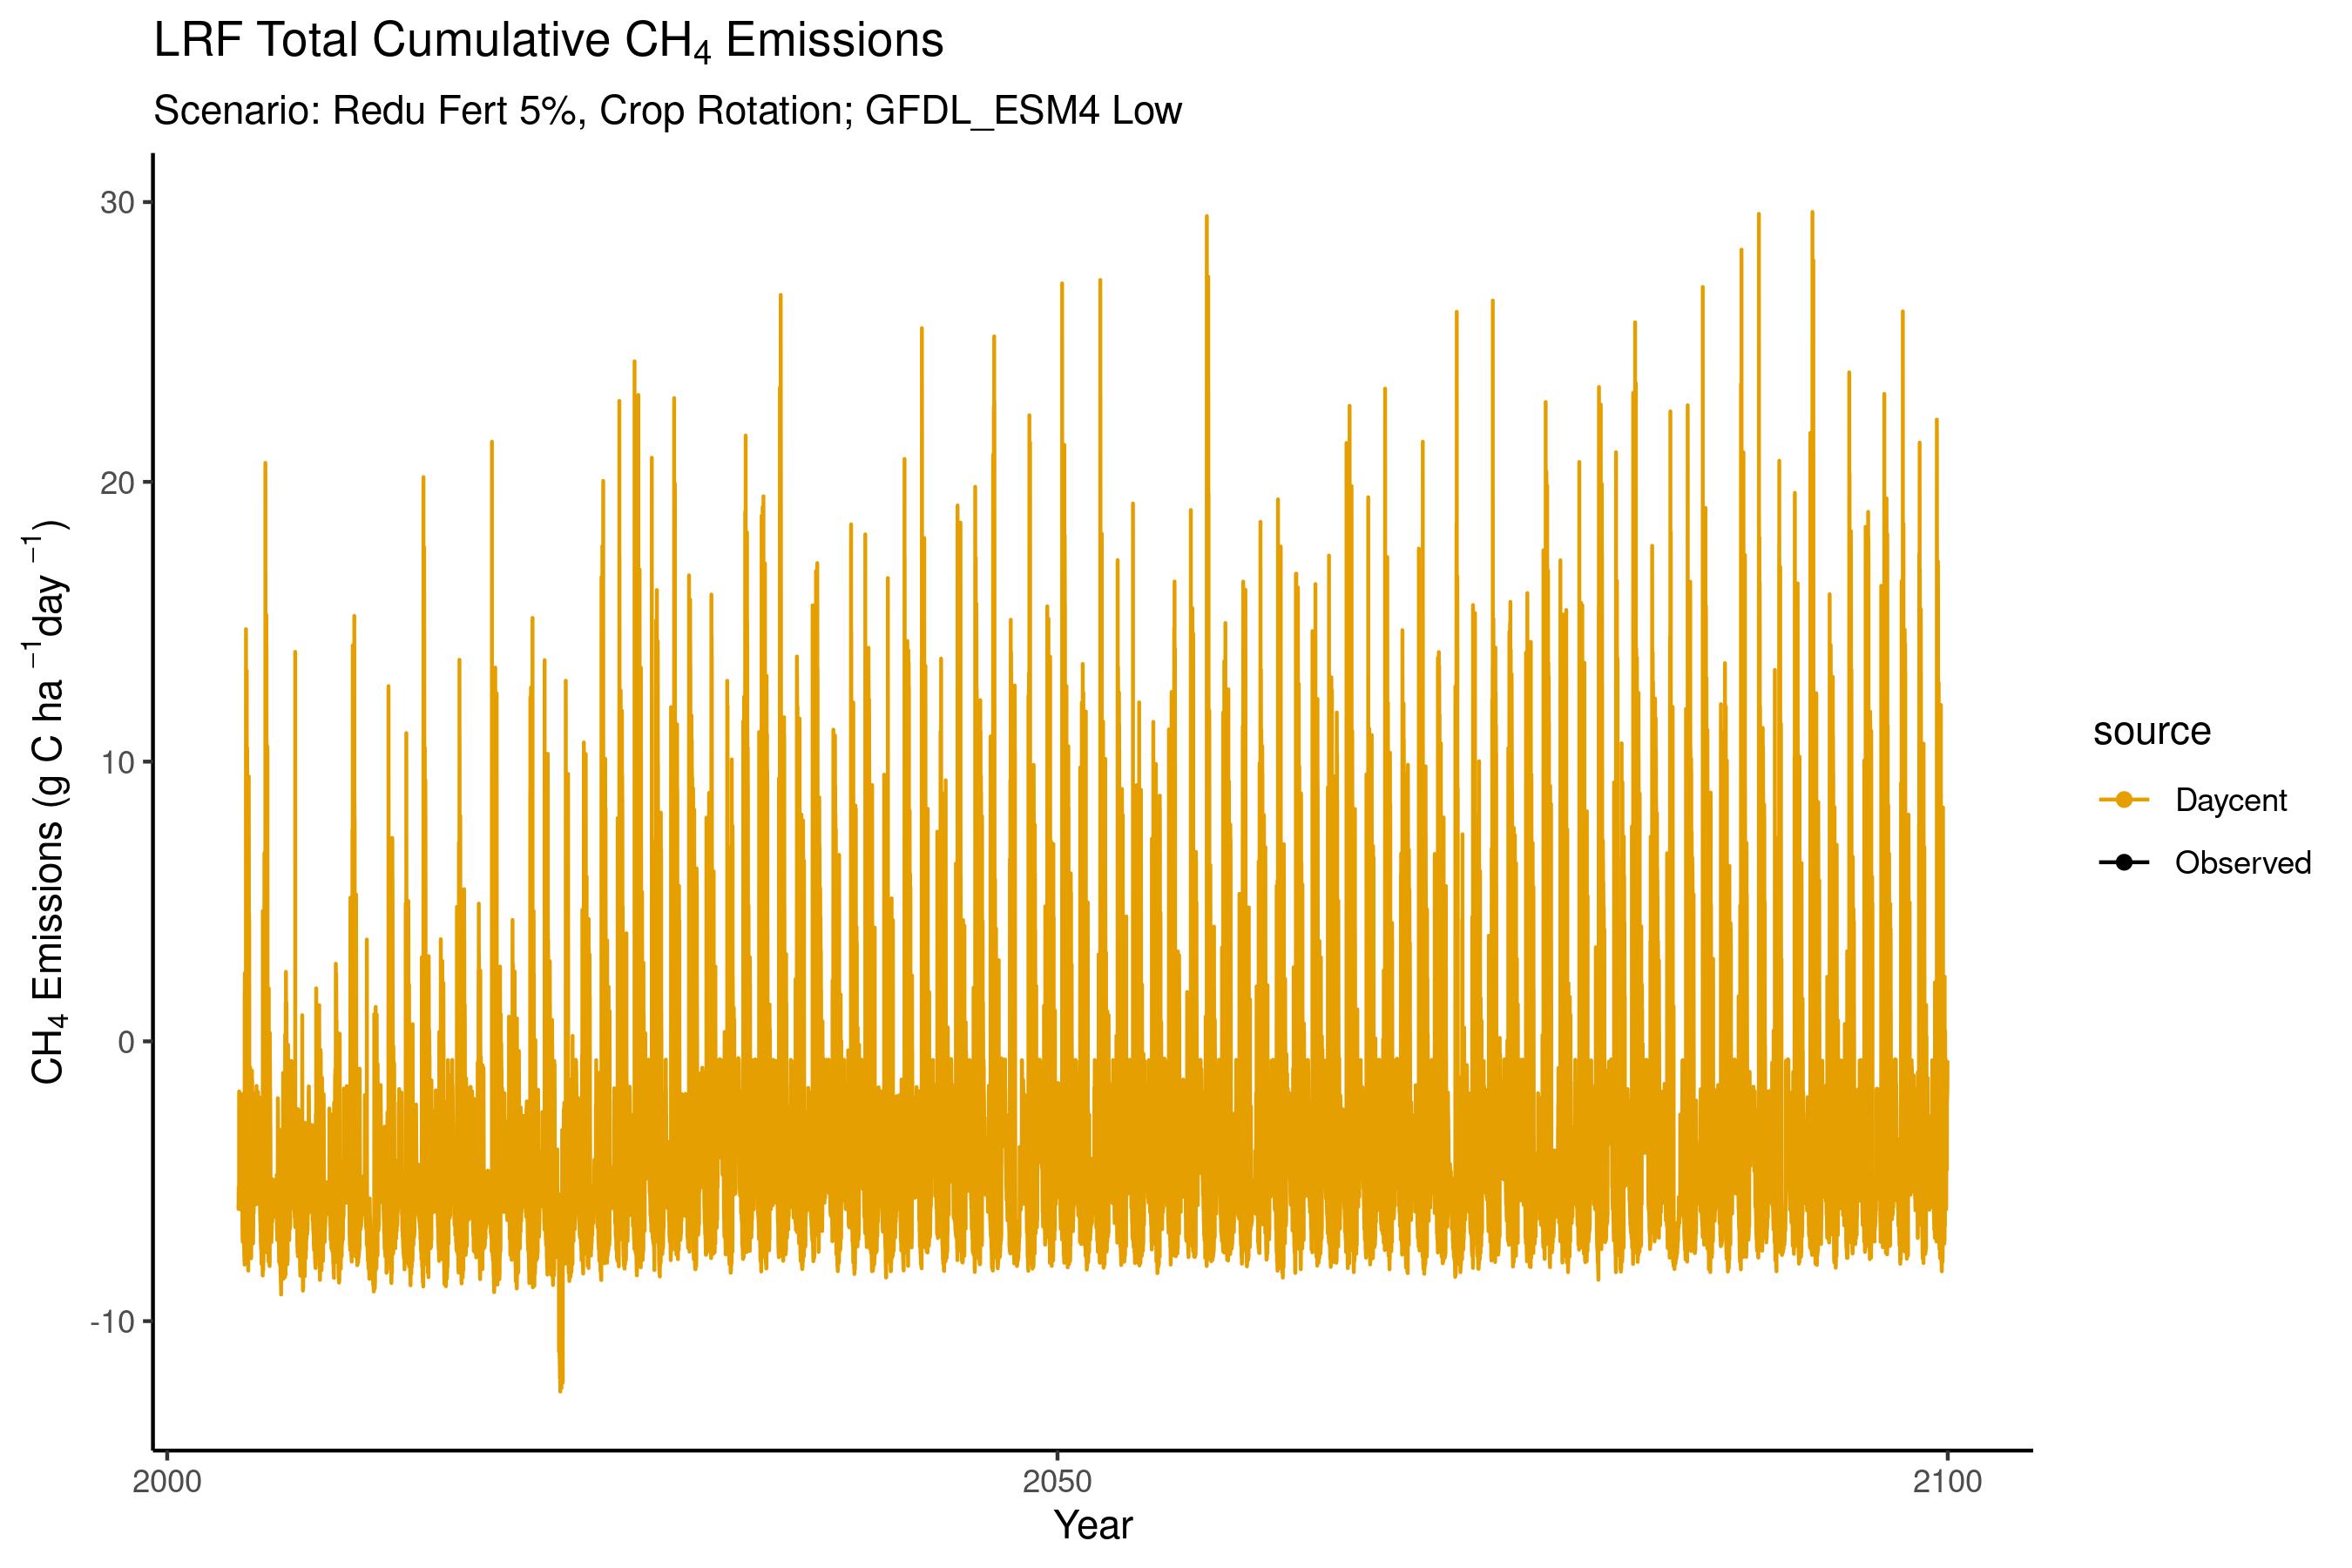 LRF Total Cumulative CH₄ Emissions
Scenario: Redu Fert 5%, Crop Rotation; GFDL_ESM4 Low
CH₄ Emissions (g C ha ⁻¹day ⁻¹)
30
20
10
0
-10
2000
2050
2100
Year
source
Daycent
Observed